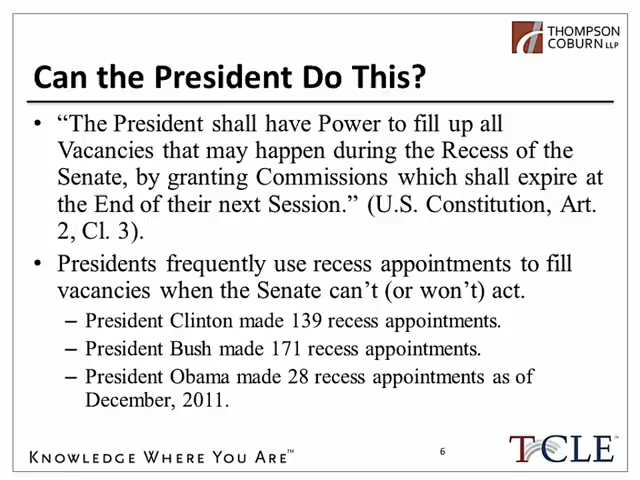 THOMPSON
COBURN LLP
Can the President Do This?
• “The President shall have Power to fill up all
Vacancies that may happen during the Recess of the
Senate, by granting Commissions which shall expire at
the End of their next Session.” (U.S. Constitution, Art.
2, Cl. 3).
• Presidents frequently use recess appointments to fill
vacancies when the Senate can’t (or won’t) act.
– President Clinton made 139 recess appointments.
– President Bush made 171 recess appointments.
– President Obama made 28 recess appointments as of
December, 2011.
KNOWLEDGE WHERE YOU ARE™
6
TCLE™